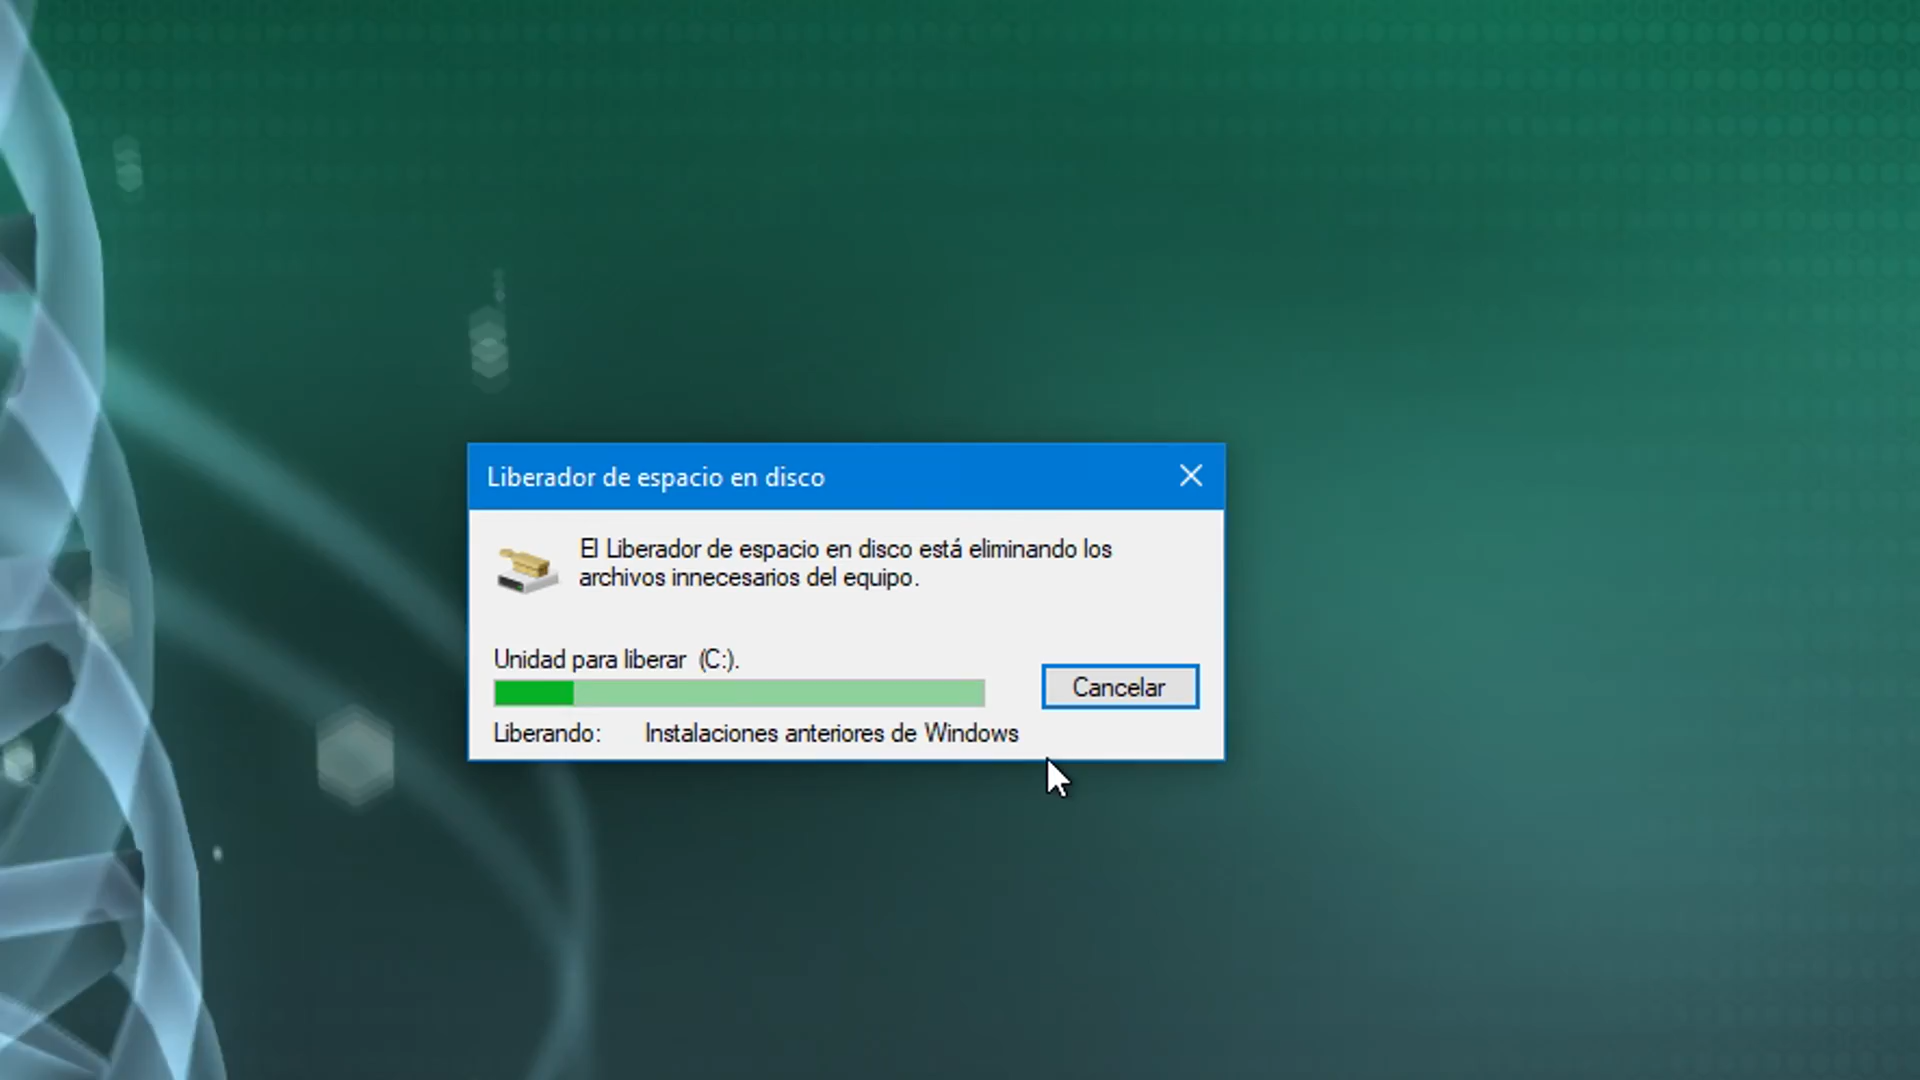 Liberador de espacio en disco
El Liberador de espacio en disco está eliminando los
archivos innecesarios del equipo.
Unidad para liberar (C:).
Cancelar
Liberando: Instalaciones anteriores de Windows